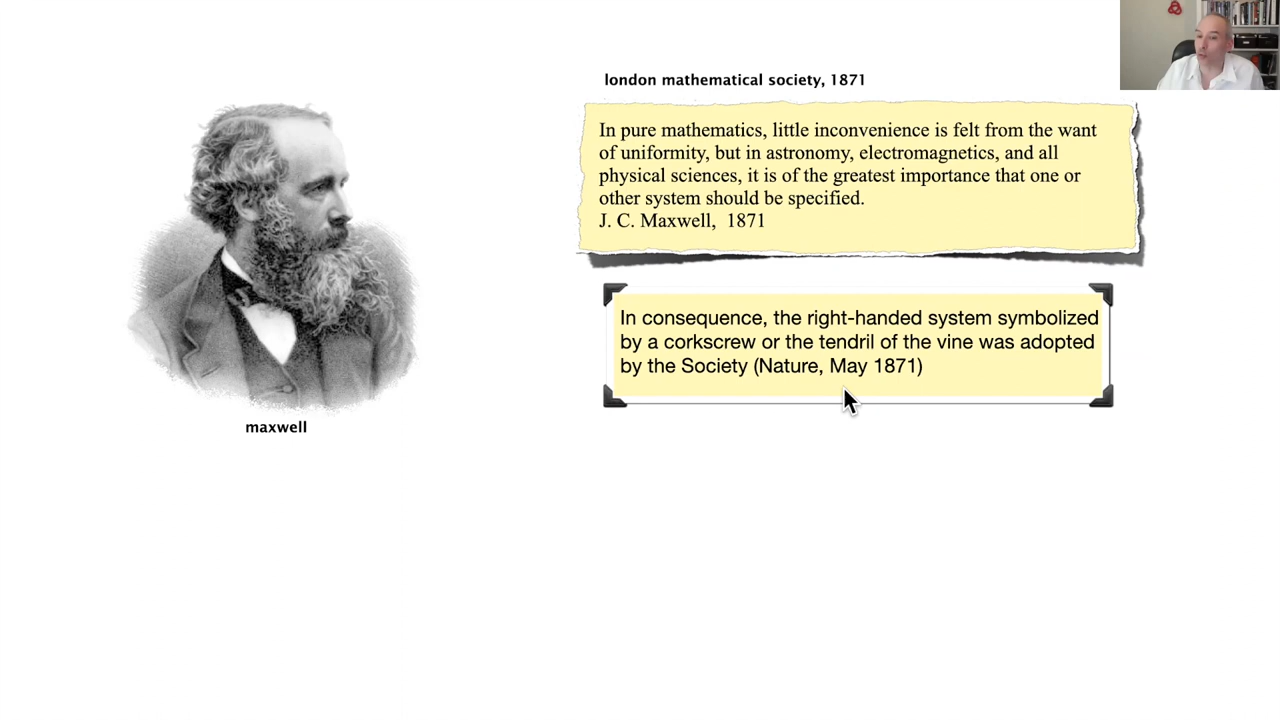 london mathematical society, 1871
In pure mathematics, little inconvenience is felt from the want
of uniformity, but in astronomy, electromagnetics, and all
physical sciences, it is of the greatest importance that one or
other system should be specified.
J. C. Maxwell, 1871
In consequence, the right-handed system symbolized
by a corkscrew or the tendril of the vine was adopted
by the Society (Nature, May 1871)
maxwell